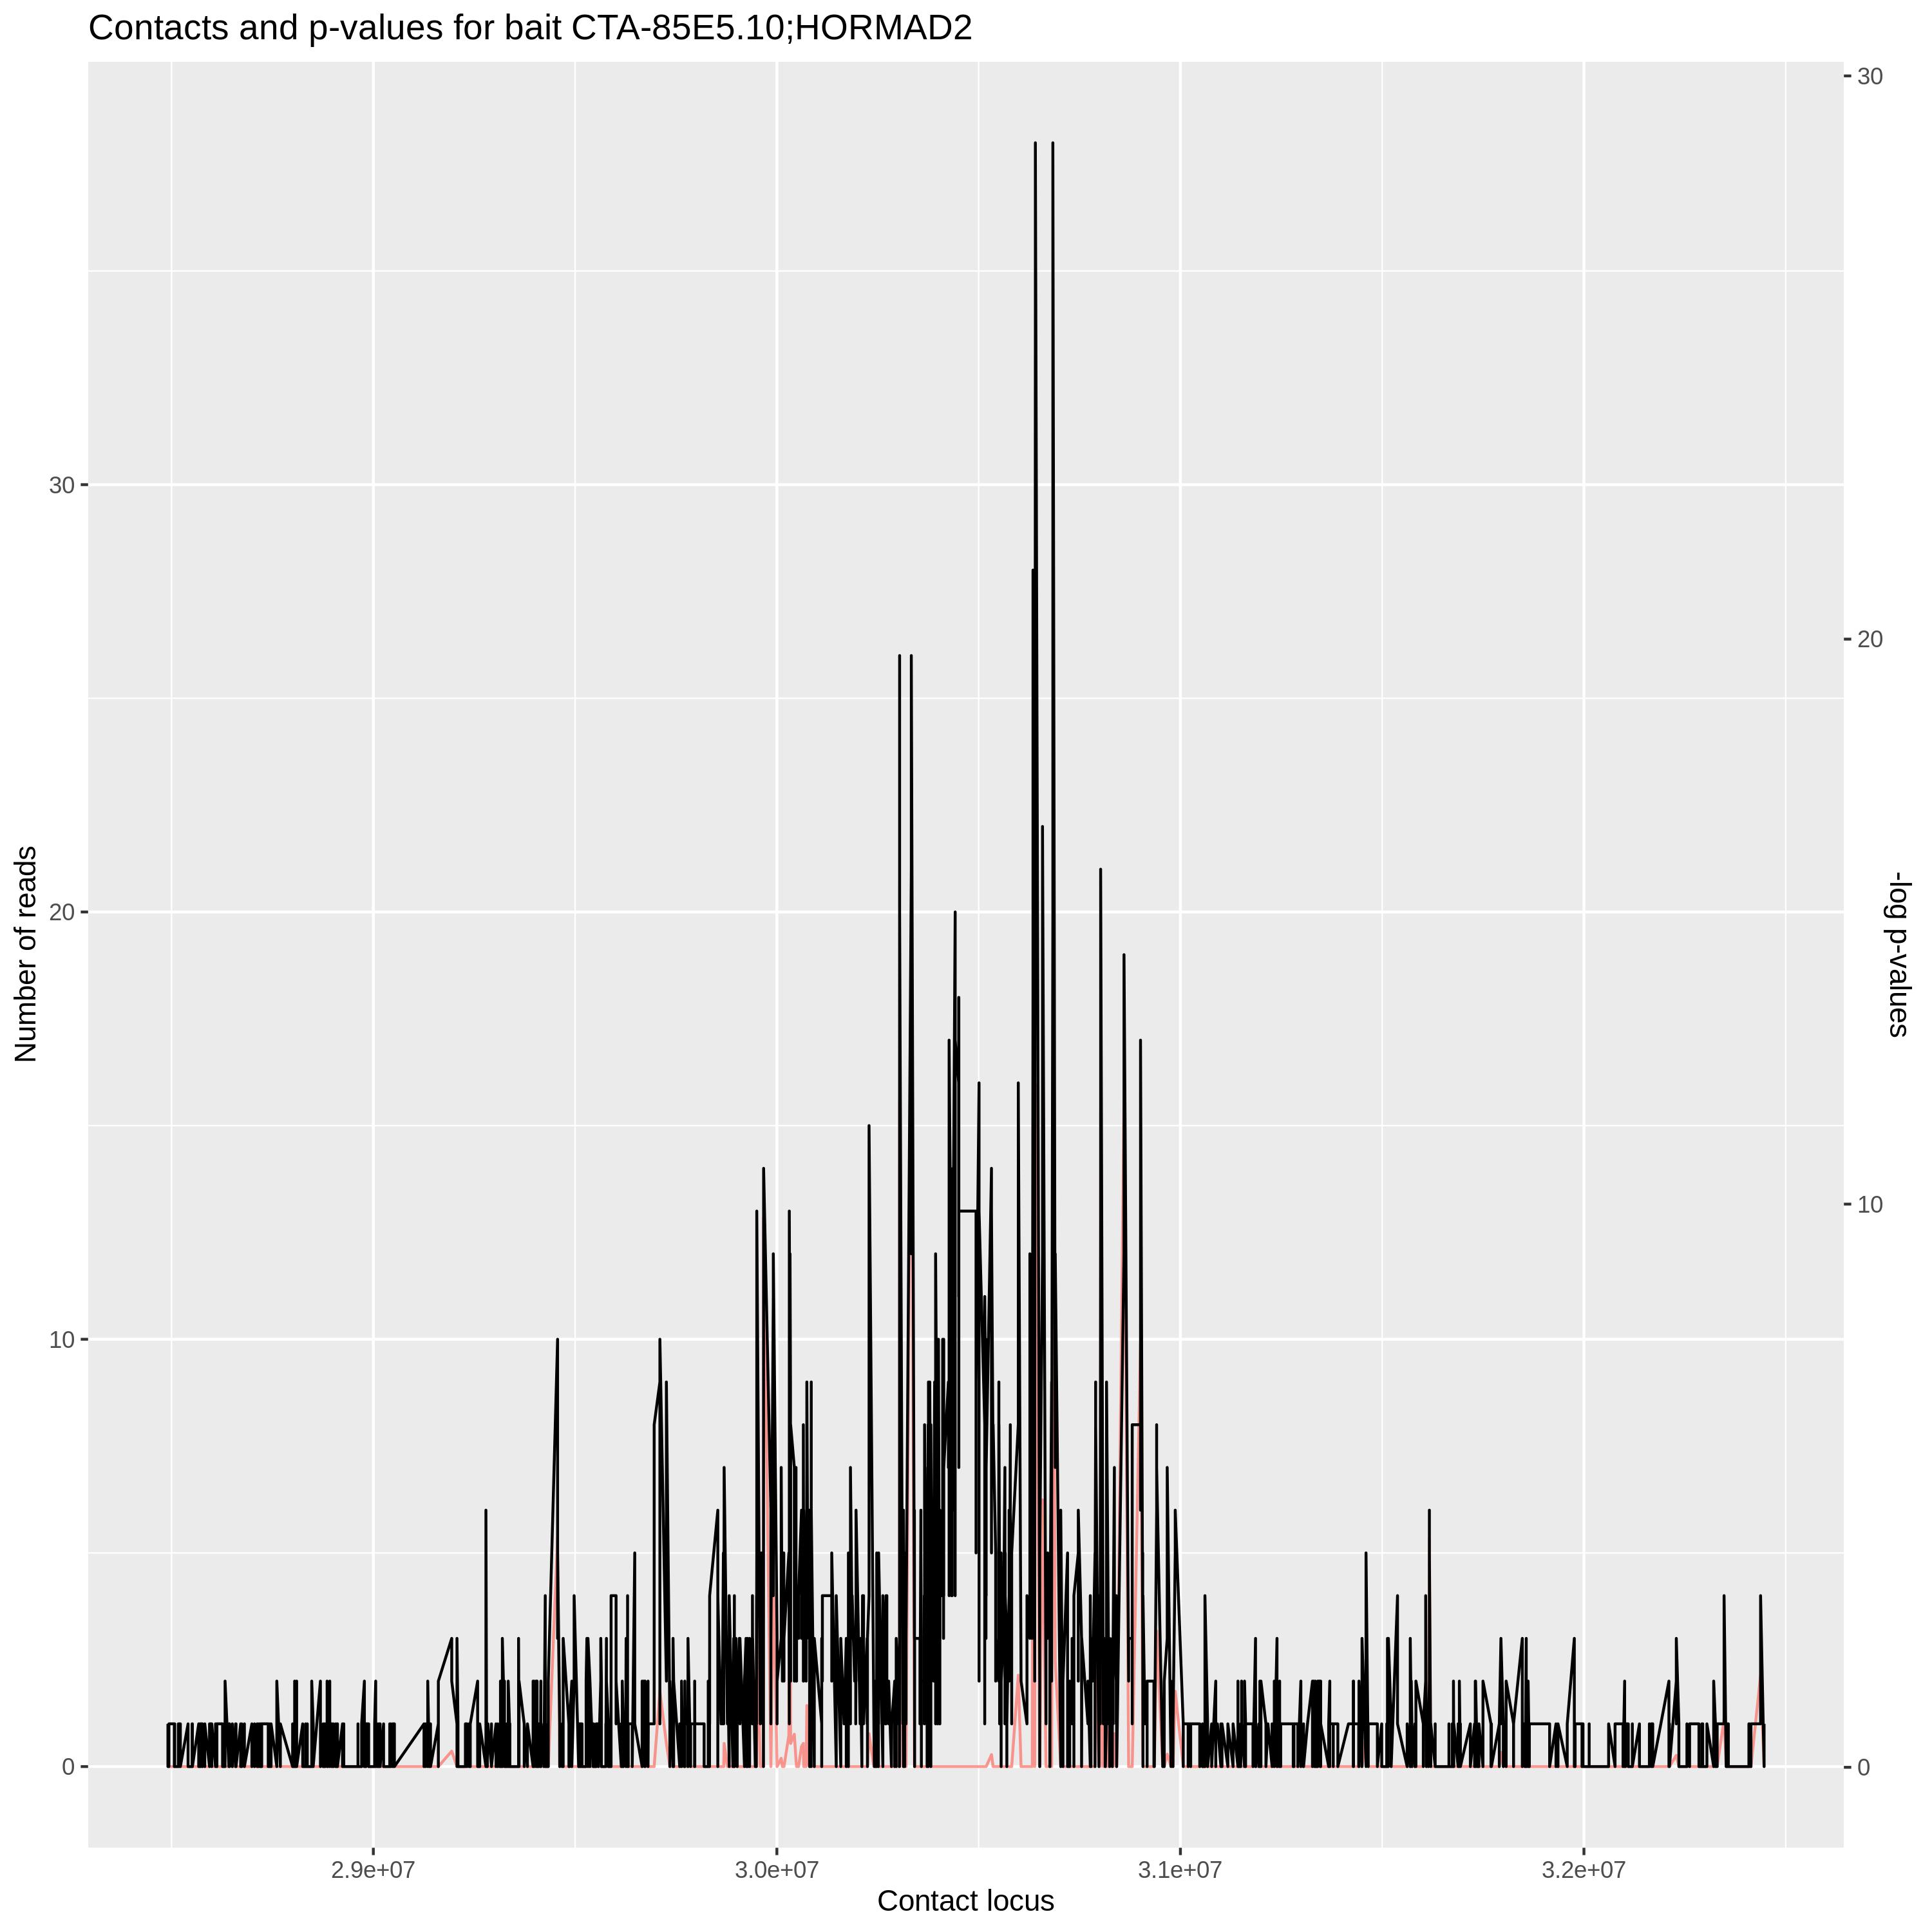 Contacts and p-values for bait CTA-85E5.10;HORMAD2
30
20
10
0
Number of reads
30
20
10
0
-log p-values
2.9e+07
3.0e+07
3.1e+07
3.2e+07
Contact locus